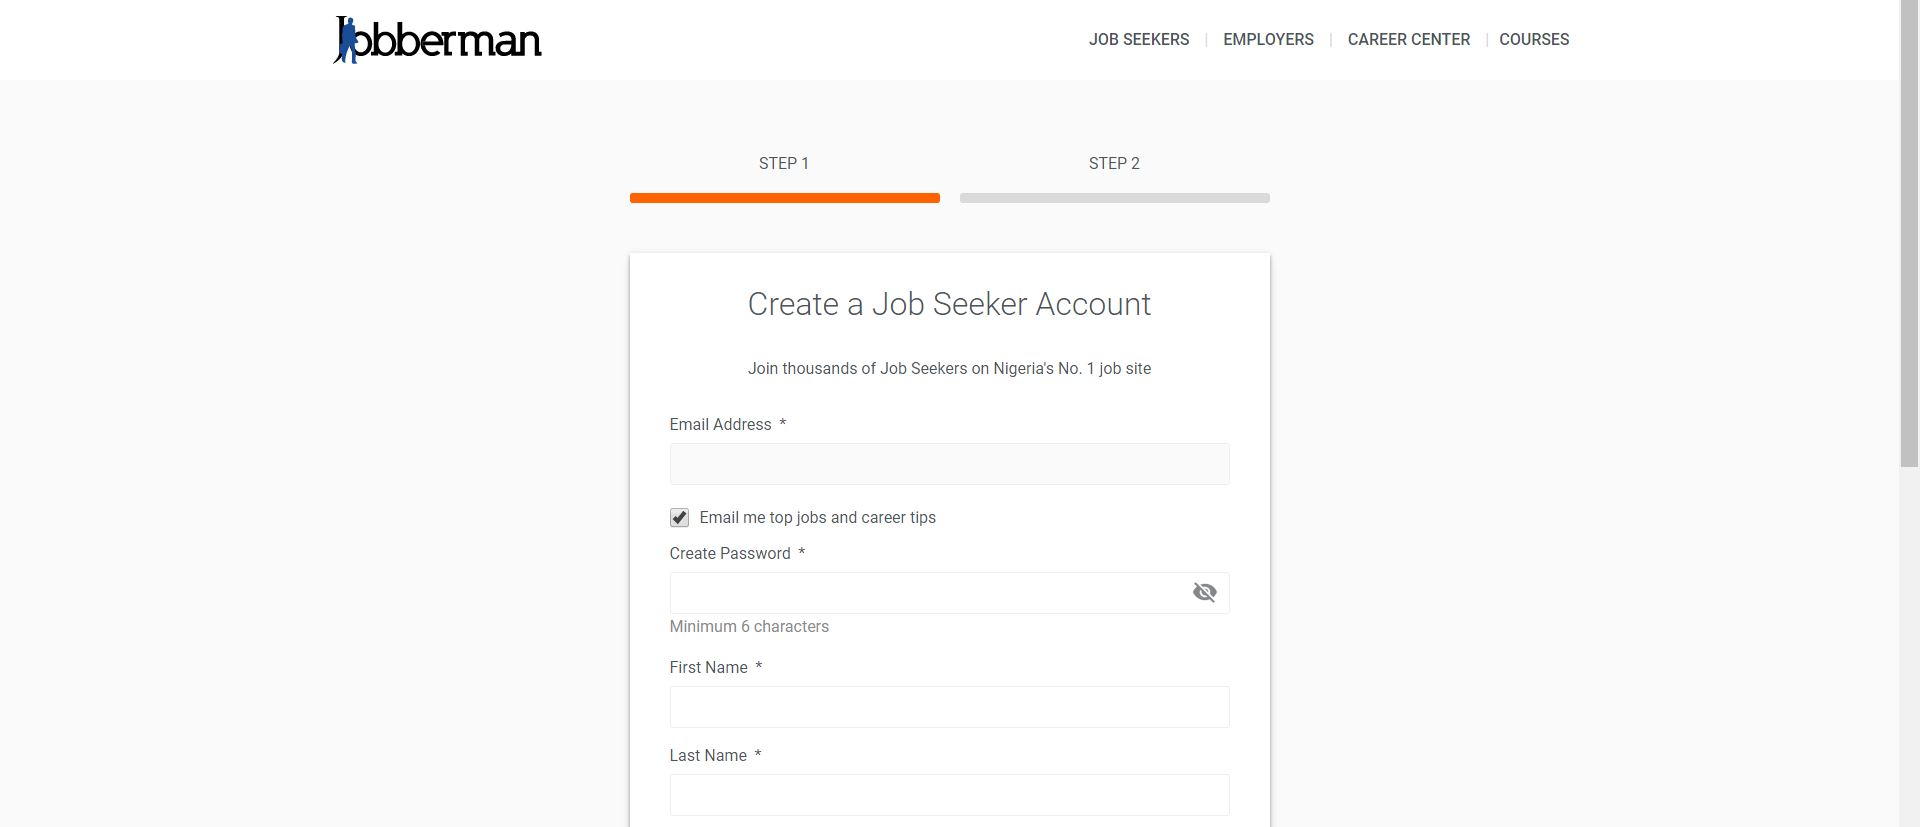 Jobberman
JOB SEEKERS | EMPLOYERS | CAREER CENTER | COURSES
STEP 1 STEP 2
Create a Job Seeker Account
Join thousands of Job Seekers on Nigeria's No. 1 job site
Email Address *
Email me top jobs and career tips
Create Password *
Minimum 6 characters
First Name *
Last Name *